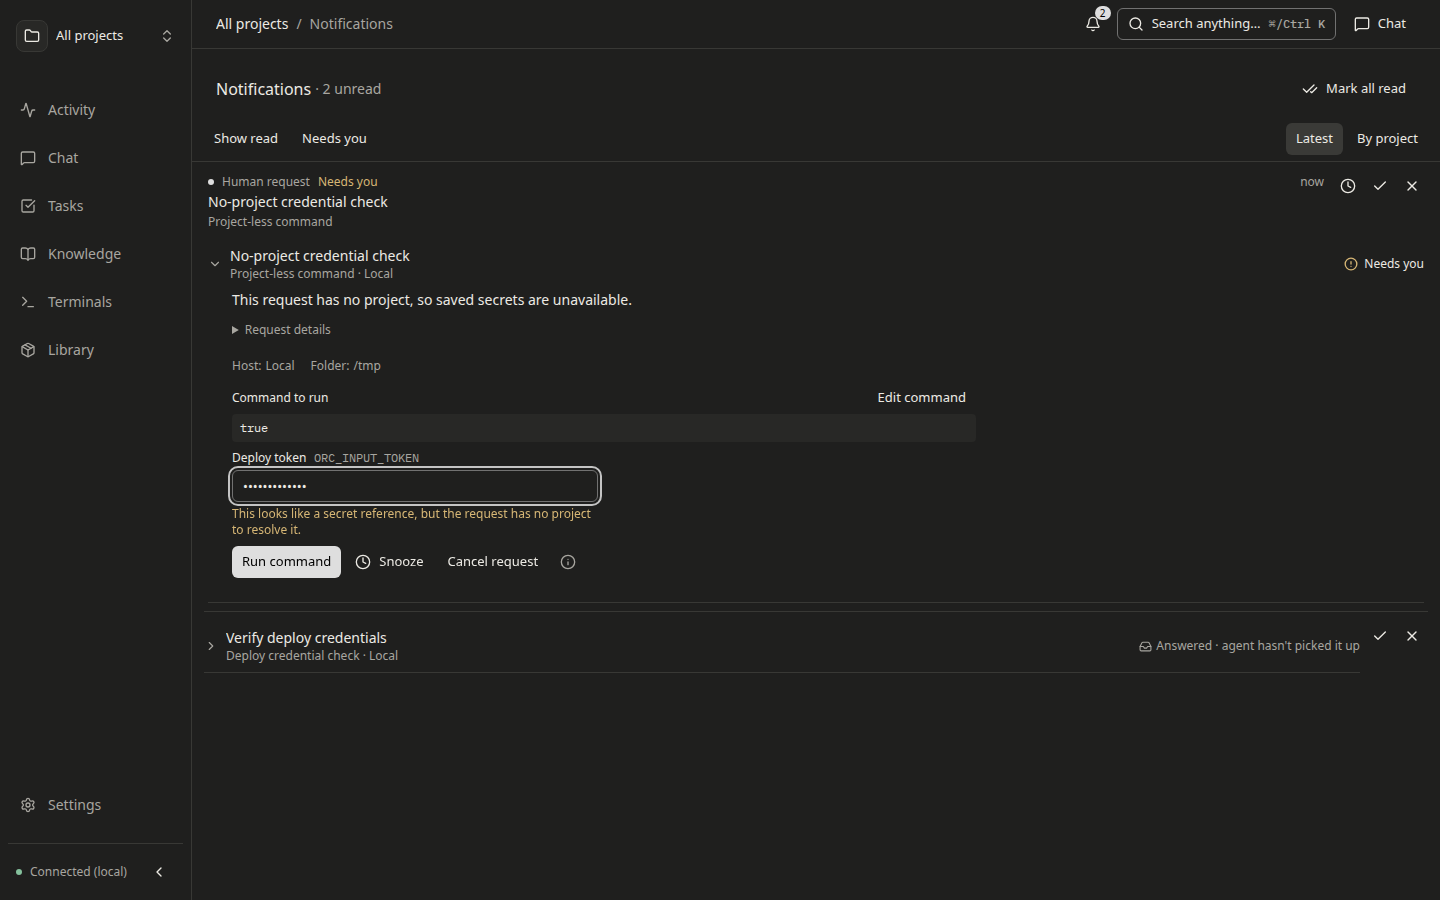 All projects
Activity
Chat
Tasks
Knowledge
Terminals
Library
Settings
Connected (local)
All projects / Notifications
2
Search anything... ⌘/Ctrl K
Chat
Notifications · 2 unread
Mark all read
Show read
Needs you
Latest
By project
Human request Needs you
now
No-project credential check
Project-less command
No-project credential check
Project-less command · Local
Needs you
This request has no project, so saved secrets are unavailable.
Request details
Host: Local Folder: /tmp
Command to run
Edit command
true
Deploy token ORC_INPUT_TOKEN
•••••••••••••
This looks like a secret reference, but the request has no project
to resolve it.
Run command
Snooze
Cancel request
Verify deploy credentials
Deploy credential check · Local
Answered · agent hasn't picked it up